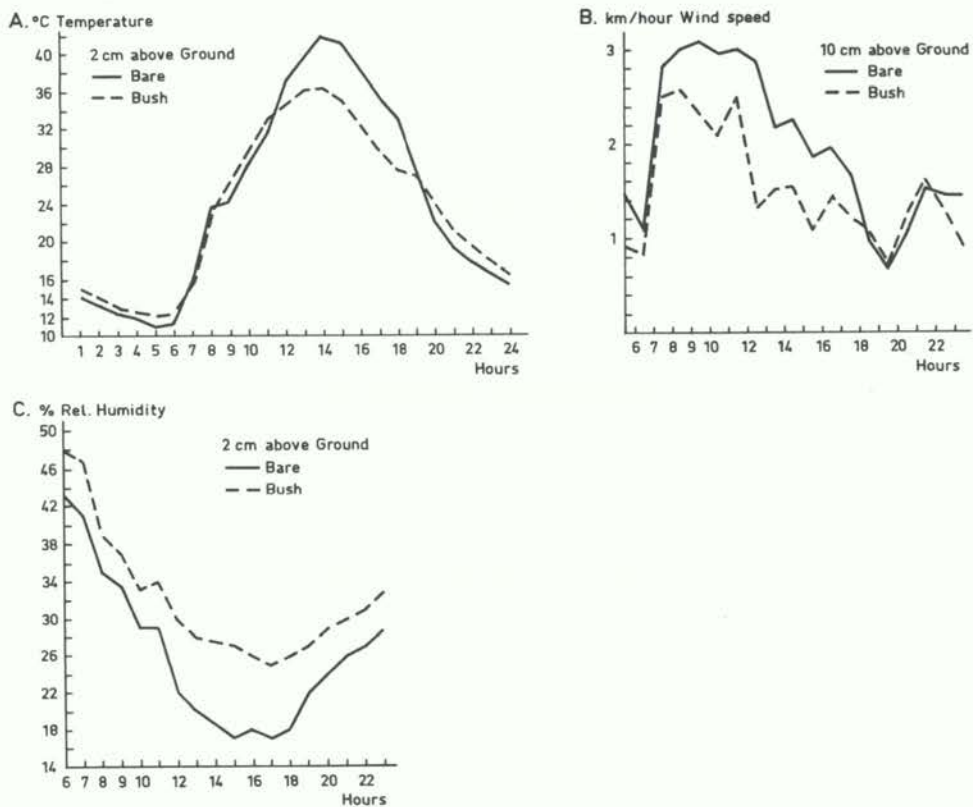 A. °C Temperature
2 cm above Ground
Bare
Bush
40
36
32
28
24
20
16
14
12
10
1 2 3 4 5 6 7 8 9 10 12 14 16 18 20 22 24
Hours
B. km/hour Wind speed
10 cm above Ground
Bare
Bush
3
2
1
6 7 8 9 10 12 14 16 18 20 22
Hours
C. % Rel. Humidity
2 cm above Ground
Bare
Bush
50
46
42
38
34
30
26
22
18
14
6 7 8 9 10 12 14 16 18 20 22
Hours